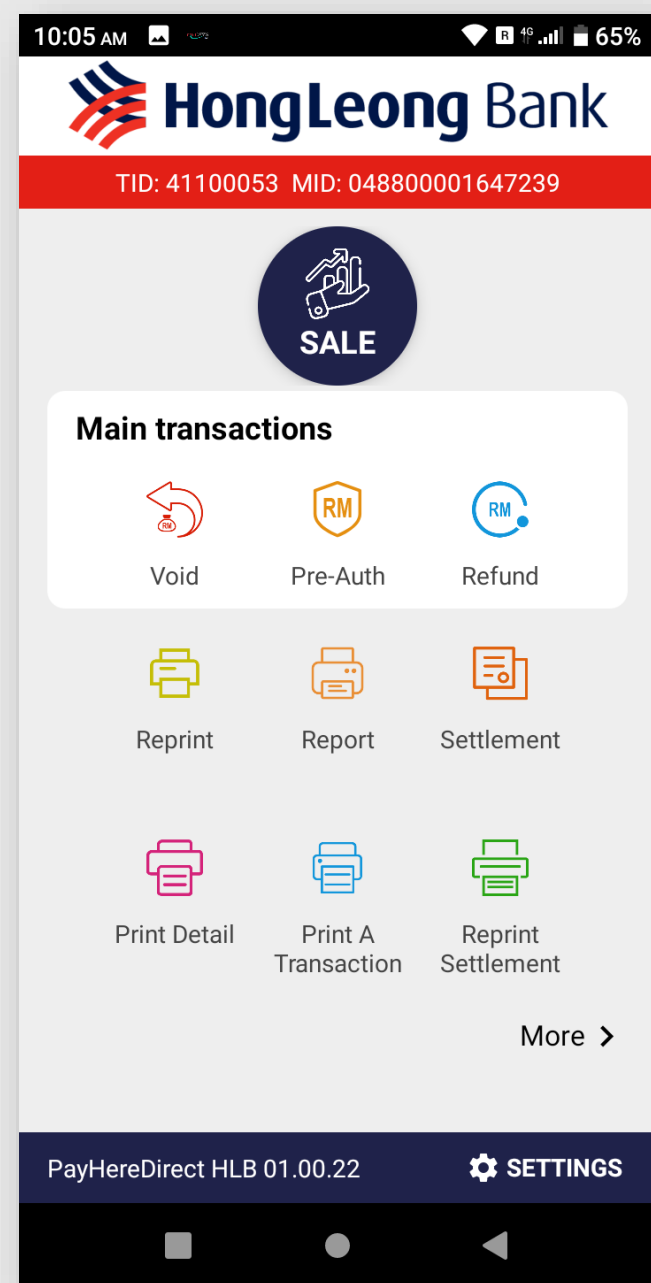 10:05 AM R 4G 65%
HongLeong Bank
TID: 41100053 MID: 048800001647239
SALE
Main transactions
RM RM RM
Void Pre-Auth Refund
Reprint Report Settlement
Print Detail Print A Reprint
Transaction Settlement
More
PayHereDirect HLB 01.00.22 SETTINGS